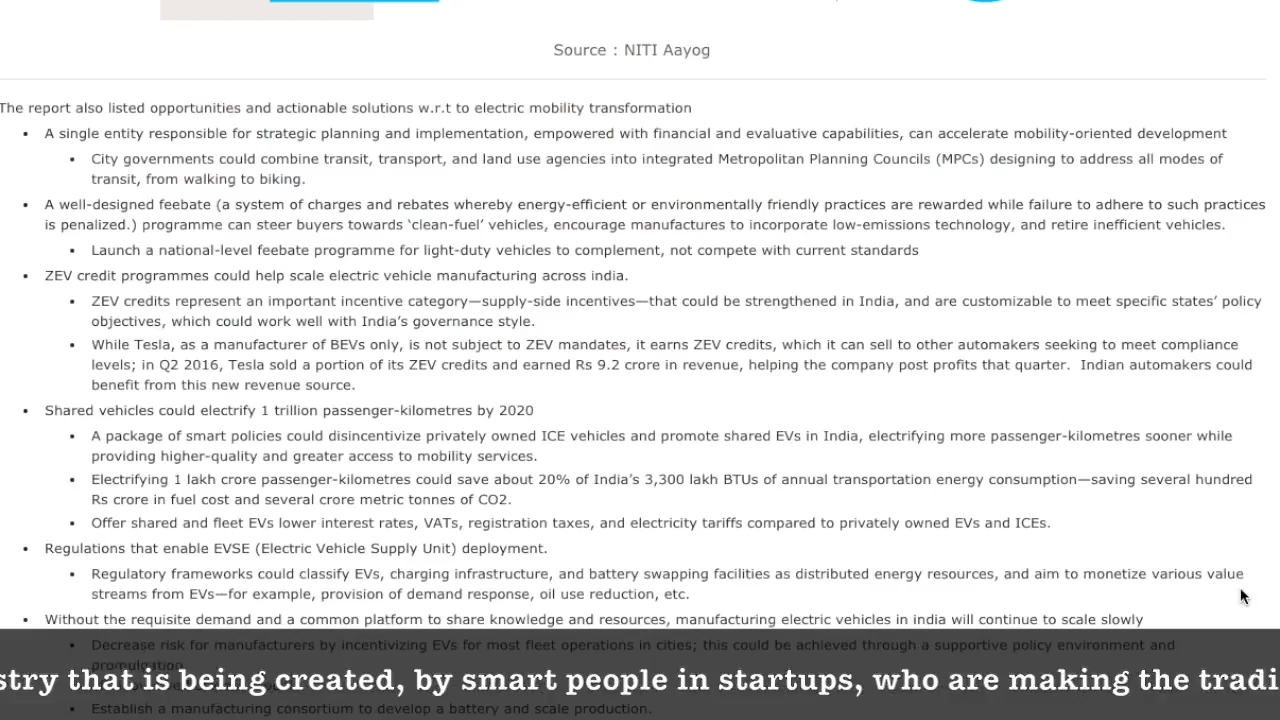 Source : NITI Aayog
The report also listed opportunities and actionable solutions w.r.t to electric mobility transformation
• A single entity responsible for strategic planning and implementation, empowered with financial and evaluative capabilities, can accelerate mobility-oriented development
• City governments could combine transit, transport, and land use agencies into integrated Metropolitan Planning Councils (MPCs) designing to address all modes of
transit, from walking to biking.
• A well-designed feebate (a system of charges and rebates whereby energy-efficient or environmentally friendly practices are rewarded while failure to adhere to such practices
is penalized.) programme can steer buyers towards ‘clean-fuel’ vehicles, encourage manufactures to incorporate low-emissions technology, and retire inefficient vehicles.
• Launch a national-level feebate programme for light-duty vehicles to complement, not compete with current standards
• ZEV credit programmes could help scale electric vehicle manufacturing across india.
• ZEV credits represent an important incentive category—supply-side incentives—that could be strengthened in India, and are customizable to meet specific states’ policy
objectives, which could work well with India’s governance style.
• While Tesla, as a manufacturer of BEVs only, is not subject to ZEV mandates, it earns ZEV credits, which it can sell to other automakers seeking to meet compliance
levels; in Q2 2016, Tesla sold a portion of its ZEV credits and earned Rs 9.2 crore in revenue, helping the company post profits that quarter.  Indian automakers could
benefit from this new revenue source.
• Shared vehicles could electrify 1 trillion passenger-kilometres by 2020
• A package of smart policies could disincentivize privately owned ICE vehicles and promote shared EVs in India, electrifying more passenger-kilometres sooner while
providing higher-quality and greater access to mobility services.
• Electrifying 1 lakh crore passenger-kilometres could save about 20% of India’s 3,300 lakh BTUs of annual transportation energy consumption—saving several hundred
Rs crore in fuel cost and several crore metric tonnes of CO2.
• Offer shared and fleet EVs lower interest rates, VATs, registration taxes, and electricity tariffs compared to privately owned EVs and ICEs.
• Regulations that enable EVSE (Electric Vehicle Supply Unit) deployment.
• Regulatory frameworks could classify EVs, charging infrastructure, and battery swapping facilities as distributed energy resources, and aim to monetize various value
streams from EVs—for example, provision of demand response, oil use reduction, etc.
• Without the requisite demand and a common platform to share knowledge and resources, manufacturing electric vehicles in india will continue to scale slowly
• Decrease risk for manufacturers by incentivizing EVs for most fleet operations in cities; this could be achieved through a supportive policy environment and
promulgation
stry that is being created, by smart people in startups, who are making the tradi
• Establish a manufacturing consortium to develop a battery and scale production.